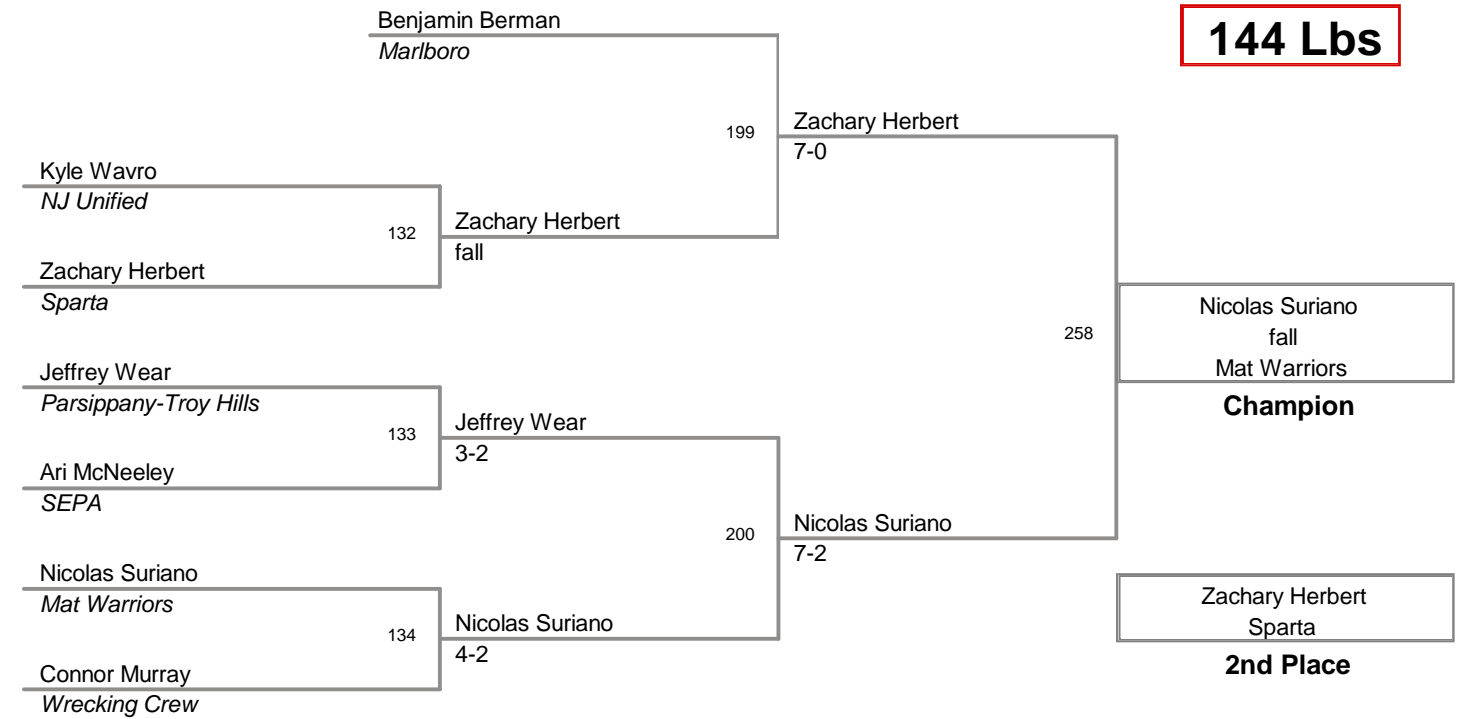 Benjamin Berman
Marlboro
144 Lbs
199
Zachary Herbert
7-0
Kyle Wavro
NJ Unified
132
Zachary Herbert
fall
Zachary Herbert
Sparta
258
Nicolas Suriano
fall
Mat Warriors
Champion
Jeffrey Wear
Parsippany-Troy Hills
133
Jeffrey Wear
3-2
Ari McNeeley
SEPA
200
Nicolas Suriano
7-2
Nicolas Suriano
Mat Warriors
134
Nicolas Suriano
4-2
Connor Murray
Wrecking Crew
Zachary Herbert
Sparta
2nd Place